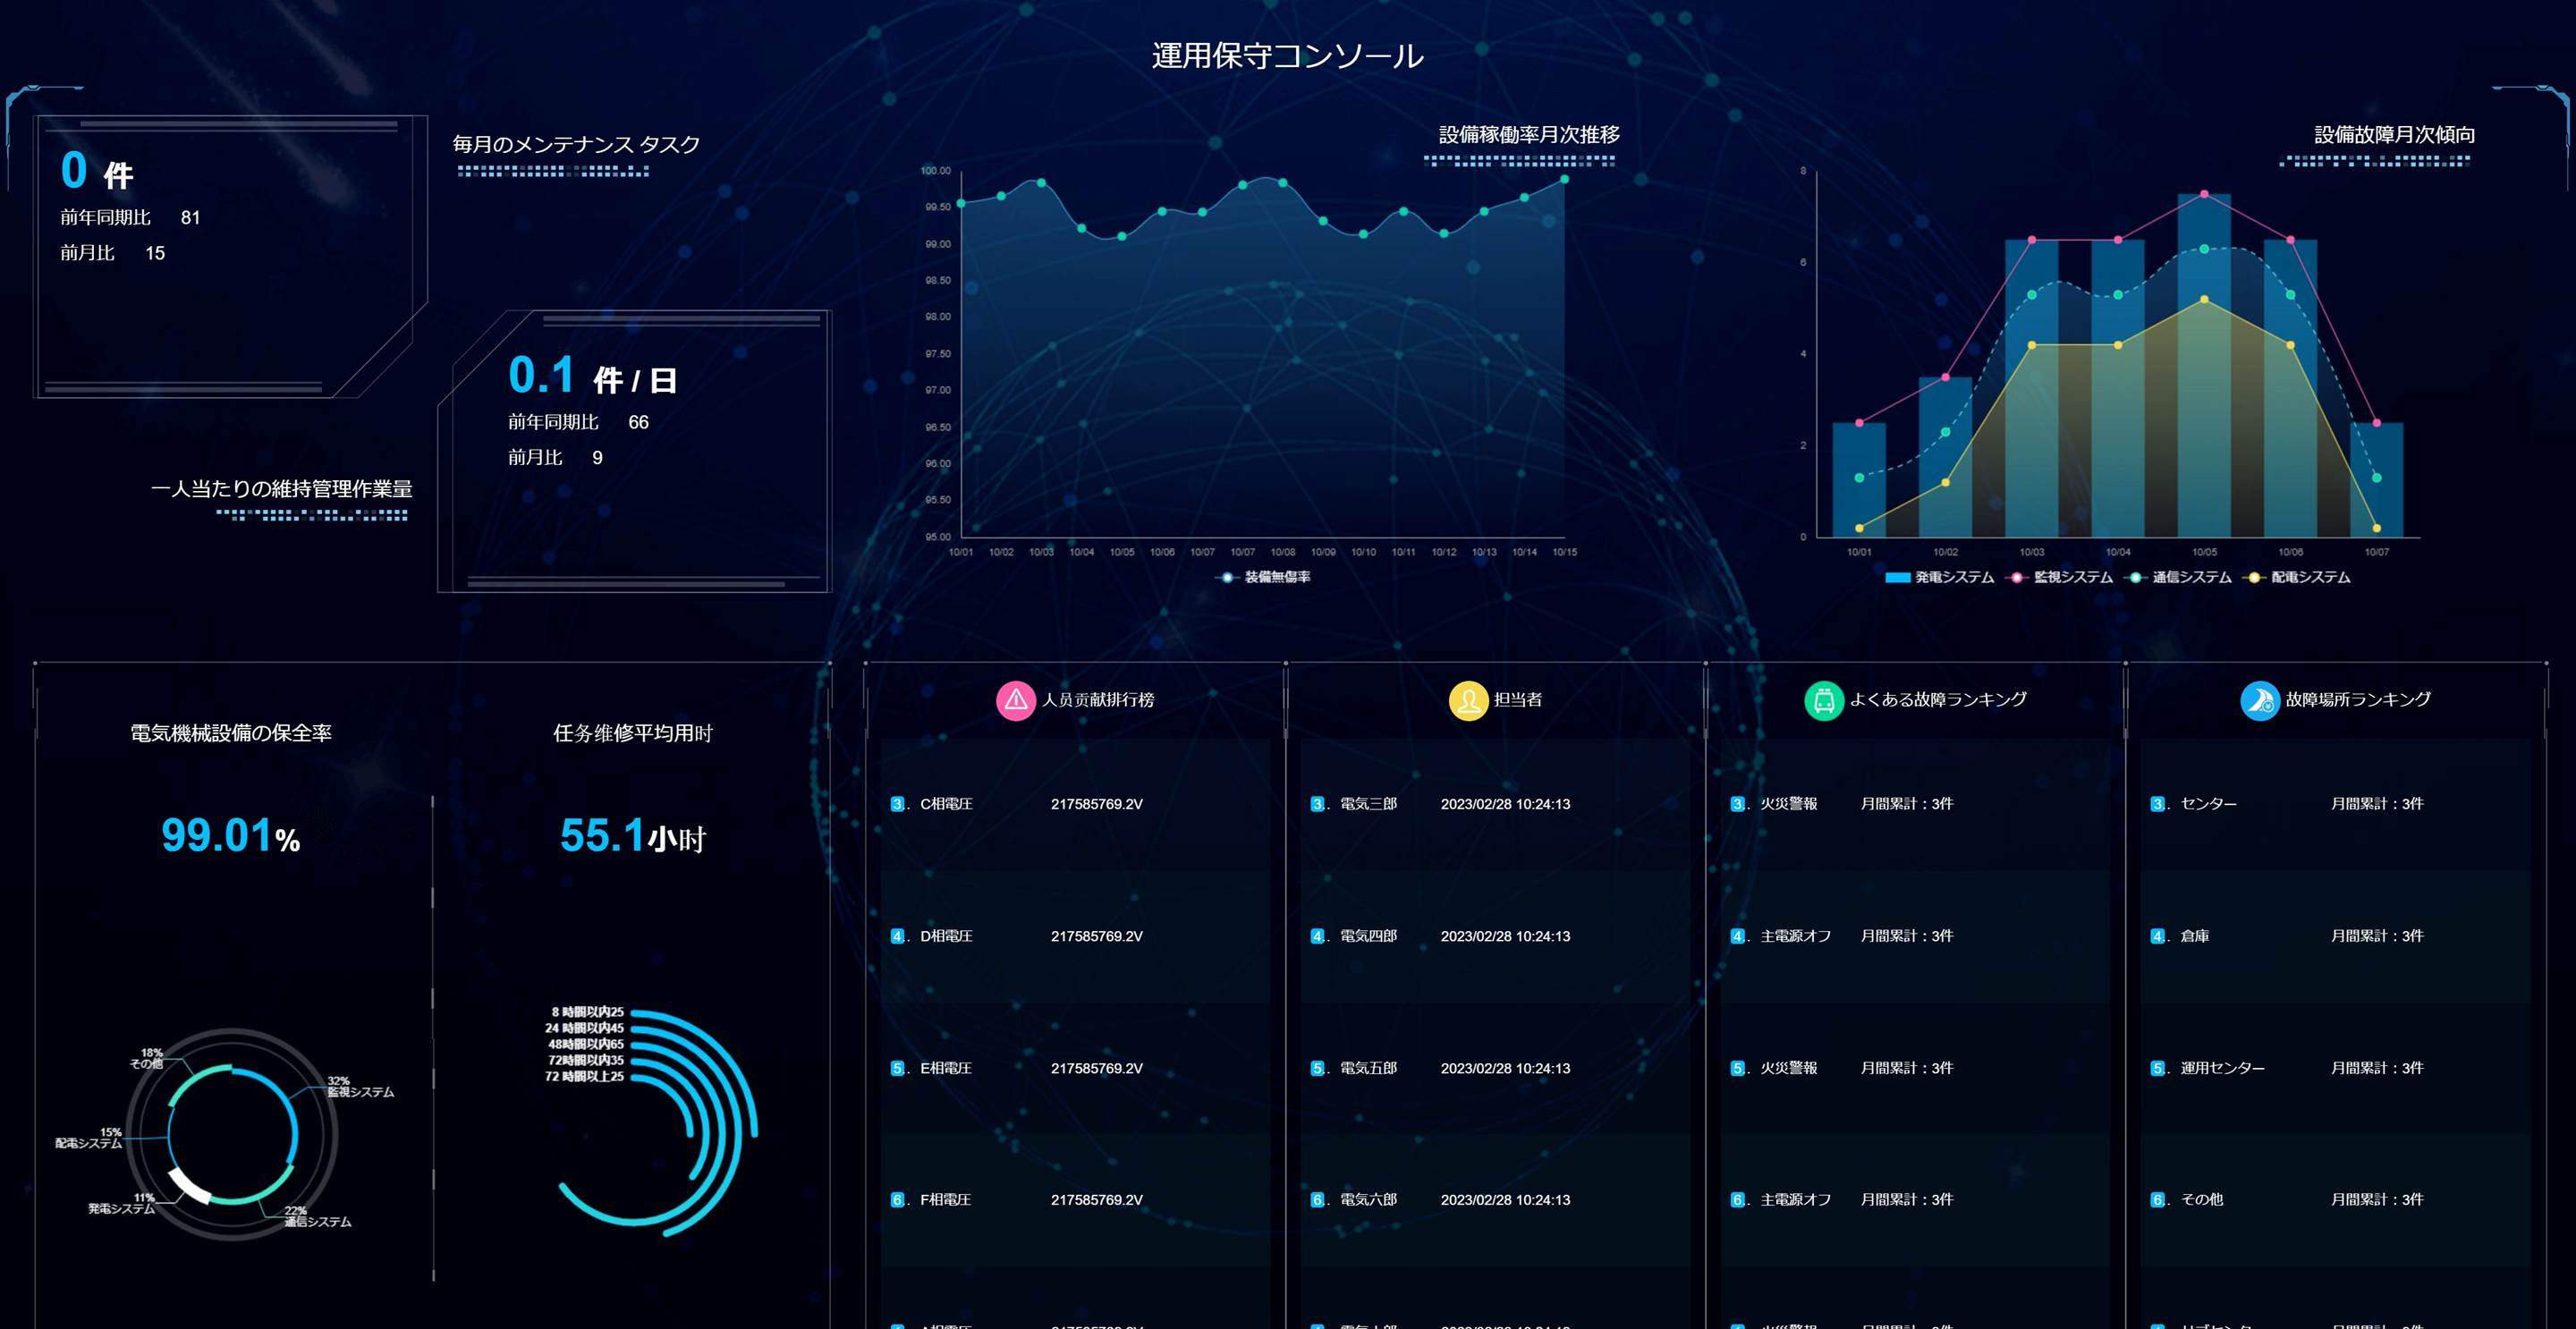 運用保守コンソール
0 件
前年同期比 81
前月比 15
毎月のメンテナンス タスク
0.1 件 / 日
前年同期比 66
前月比 9
一人当たりの維持管理作業量
設備稼働率月次推移
100.00
99.50
99.00
98.50
98.00
97.50
97.00
96.50
96.00
95.50
95.00
10/01 10/02 10/03 10/04 10/05 10/06 10/07 10/07 10/08 10/09 10/10 10/11 10/12 10/13 10/14 10/15
装備無傷率
設備故障月次傾向
8
6
4
2
0
10/01 10/02 10/03 10/04 10/05 10/06 10/07
発電システム 監視システム 通信システム 配電システム
電気機械設備の保全率
99.01%
18%
その他
32%
監視システム
15%
配電システム
11%
発電システム
22%
通信システム
任务维修平均用时
55.1小时
8 時間以内25
24 時間以内45
48時間以内65
72時間以内35
72 時間以上25
人员贡献排行榜
3. C相電圧 217585769.2V
4. D相電圧 217585769.2V
5. E相電圧 217585769.2V
6. F相電圧 217585769.2V
担当者
3. 電気三郎 2023/02/28 10:24:13
4. 電気四郎 2023/02/28 10:24:13
5. 電気五郎 2023/02/28 10:24:13
6. 電気六郎 2023/02/28 10:24:13
よくある故障ランキング
3. 火災警報 月間累計：3件
4. 主電源オフ 月間累計：3件
5. 火災警報 月間累計：3件
6. 主電源オフ 月間累計：3件
故障場所ランキング
3. センター 月間累計：3件
4. 倉庫 月間累計：3件
5. 運用センター 月間累計：3件
6. その他 月間累計：3件